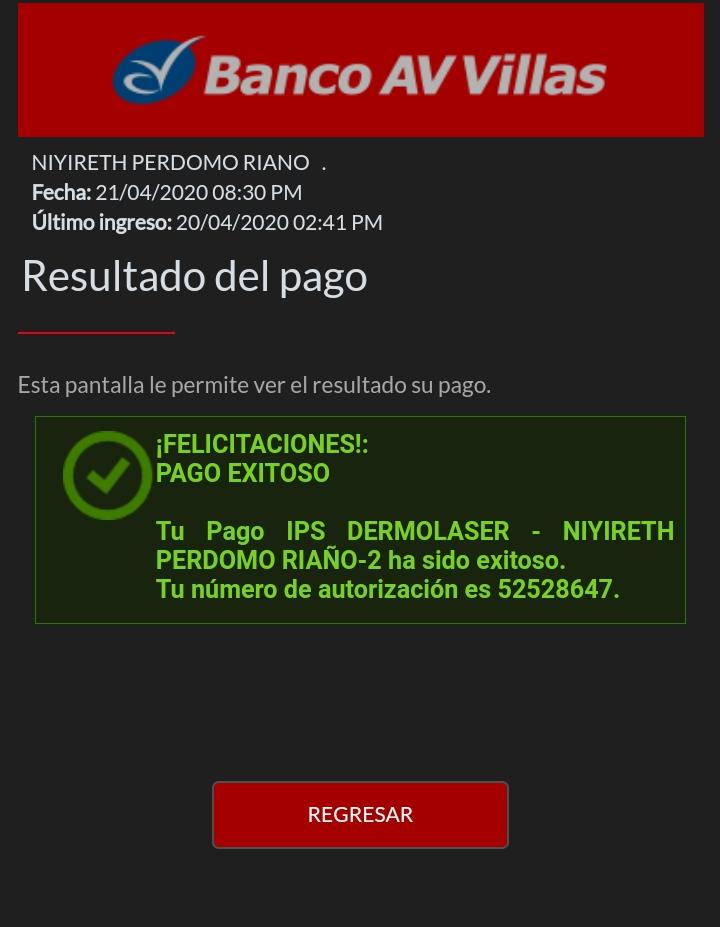 Banco AV Villas
NIYIRETH PERDOMO RIANO .
Fecha: 21/04/2020 08:30 PM
Último ingreso: 20/04/2020 02:41 PM
Resultado del pago
Esta pantalla le permite ver el resultado su pago.
¡FELICITACIONES!:
PAGO EXITOSO
Tu Pago IPS DERMOLASER - NIYIRETH
PERDOMO RIAÑO-2 ha sido exitoso.
Tu número de autorización es 52528647.
REGRESAR